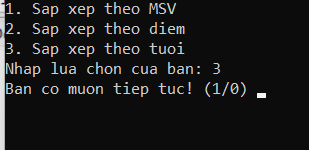 1. Sap xep theo MSV
2. Sap xep theo diem
3. Sap xep theo tuoi
Nhap lua chon cua ban: 3
Ban co muon tiep tuc! (1/0)